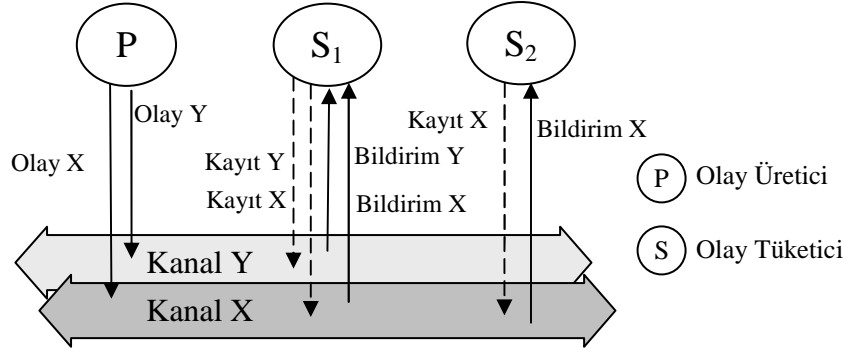 P
S₁
S₂
Olay Y
Olay X
Kayıt Y
Kayıt X
Bildirim Y
Bildirim X
Kayıt X
Bildirim X
P Olay Üretici
S Olay Tüketici
Kanal Y
Kanal X